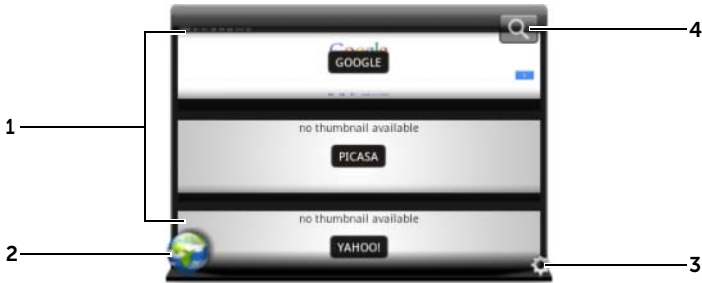 4
Google
GOOGLE
1
no thumbnail available
PICASA
no thumbnail available
2
YAHOO!
3